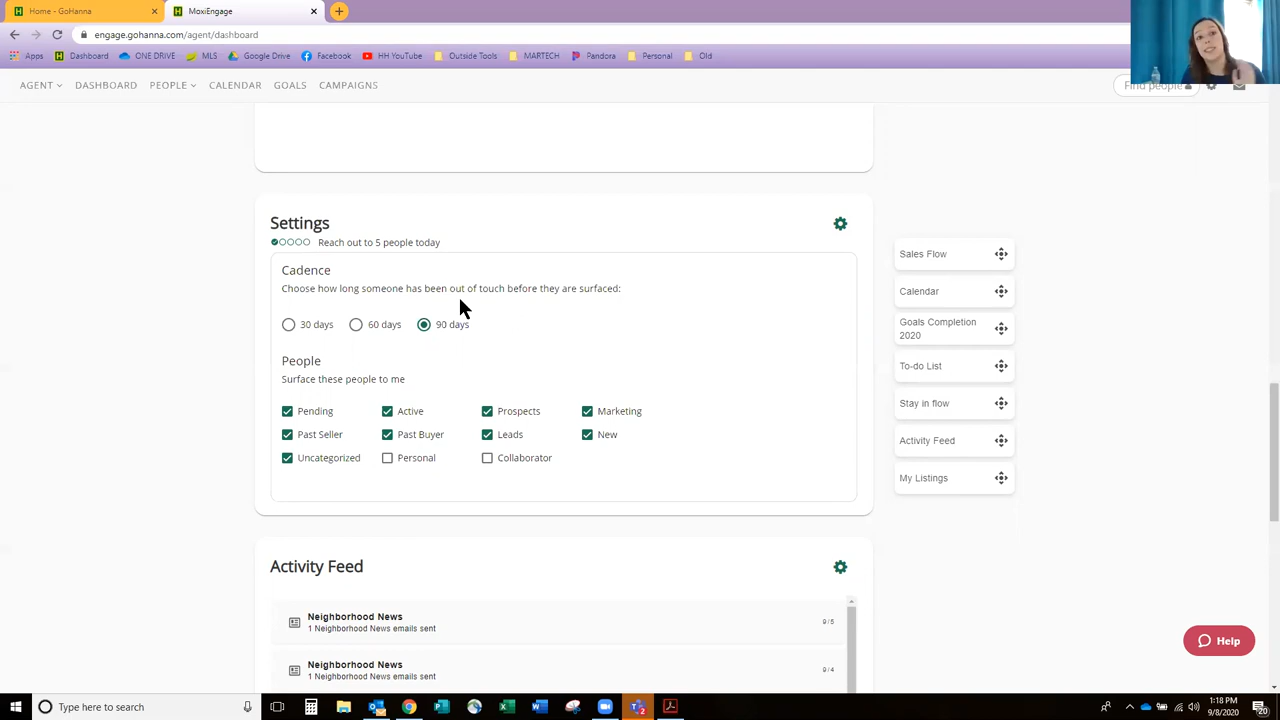 Home - GoHanna
MoxiEngage
engage.gohanna.com/agent/dashboard
Apps Dashboard ONE DRIVE MLS Google Drive Facebook HH YouTube Outside Tools MARTECH Pandora Personal Old
AGENT DASHBOARD PEOPLE CALENDAR GOALS CAMPAIGNS Find people
Settings
Reach out to 5 people today
Cadence
Choose how long someone has been out of touch before they are surfaced:
30 days 60 days 90 days
People
Surface these people to me
Pending Active Prospects Marketing
Past Seller Past Buyer Leads New
Uncategorized Personal Collaborator
Sales Flow
Calendar
Goals Completion
2020
To-do List
Stay in flow
Activity Feed
My Listings
Activity Feed
Neighborhood News
1 Neighborhood News emails sent
9/5
Neighborhood News
1 Neighborhood News emails sent
9/4
Help
Type here to search
1:18 PM
9/8/2020
20